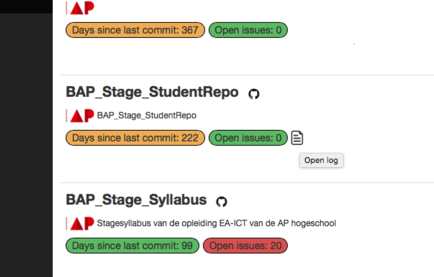 AP
Days since last commit: 367 Open issues: 0
BAP_Stage_StudentRepo
AP BAP_Stage_StudentRepo
Days since last commit: 222 Open issues: 0
Open log
BAP_Stage_Syllabus
AP Stagesyllabus van de opleiding EA-ICT van de AP hogeschool
Days since last commit: 99 Open issues: 20